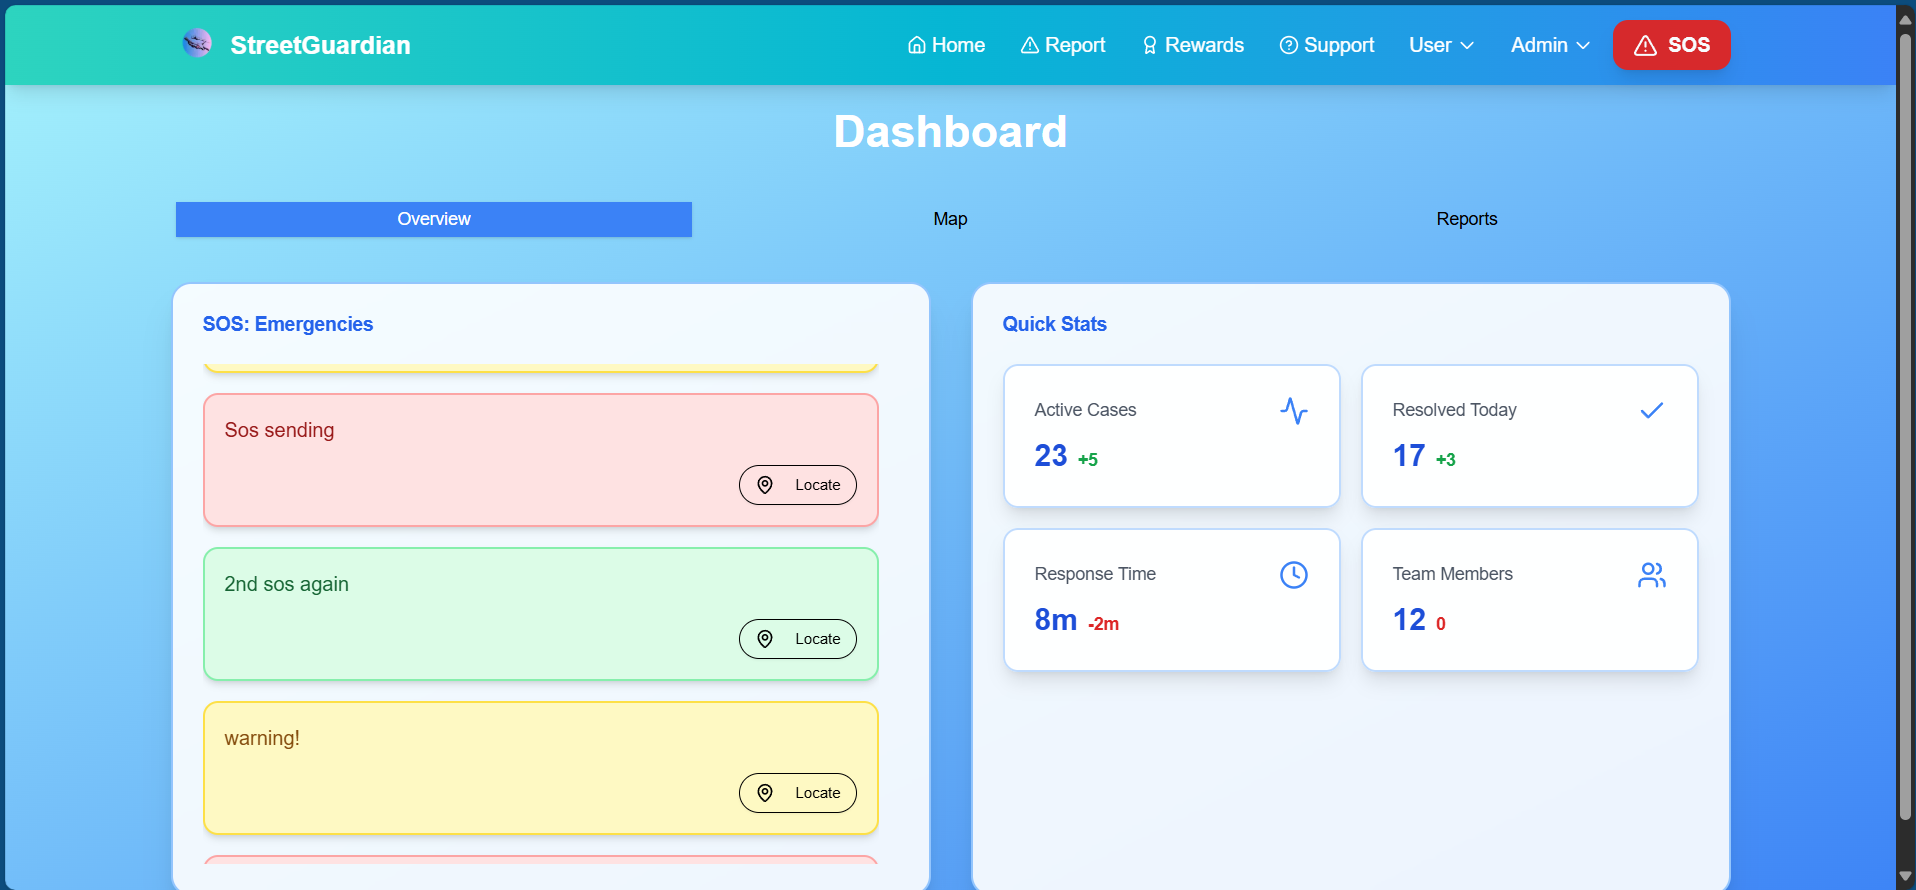 StreetGuardian
Home
Report
Rewards
Support
User
Admin
SOS
Dashboard
Overview
Map
Reports
SOS: Emergencies
Sos sending
Locate
2nd sos again
Locate
warning!
Locate
Quick Stats
Active Cases
23 +5
Resolved Today
17 +3
Response Time
8m -2m
Team Members
12 0